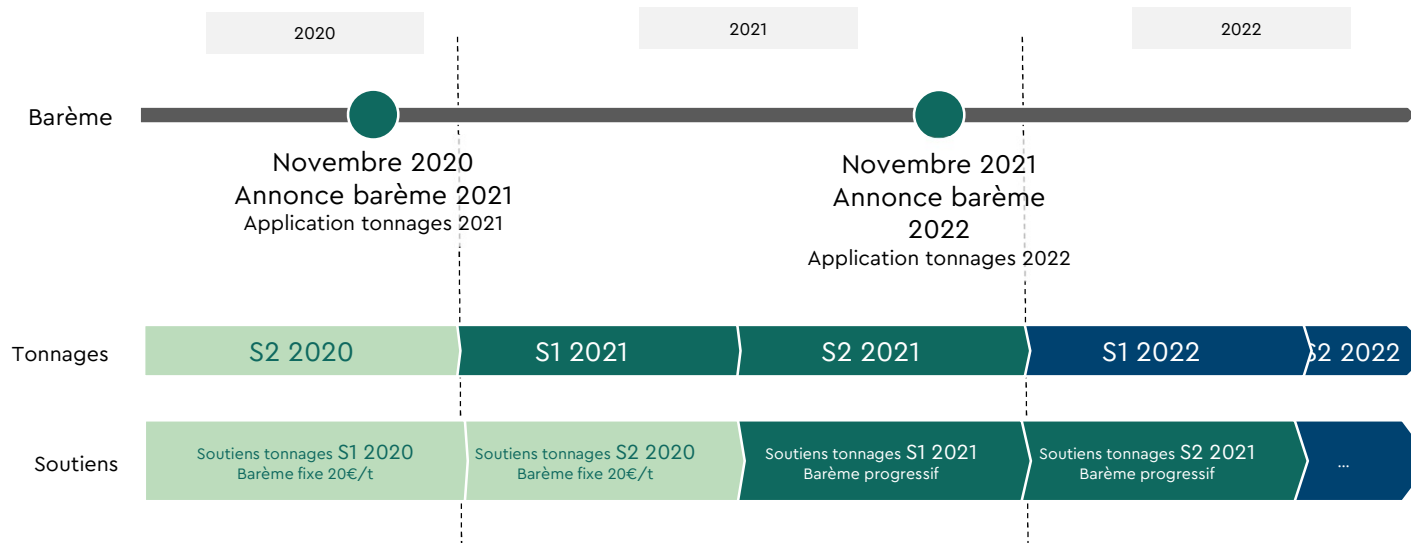 2020
2021
2022
Barème
Novembre 2020
Annonce barème 2021
Application tonnages 2021
Novembre 2021
Annonce barème
2022
Application tonnages 2022
Tonnages
S2 2020
S1 2021
S2 2021
S1 2022
S2 2022
Soutiens
Soutiens tonnages S1 2020
Barème fixe 20€/t
Soutiens tonnages S2 2020
Barème fixe 20€/t
Soutiens tonnages S1 2021
Barème progressif
Soutiens tonnages S2 2021
Barème progressif
...